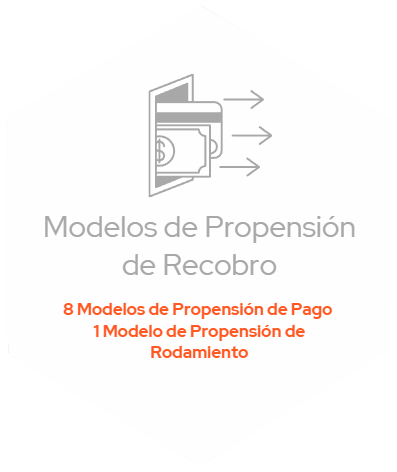 $
Modelos de Propensión
de Recobro
8 Modelos de Propensión de Pago
1 Modelo de Propensión de
Rodamiento